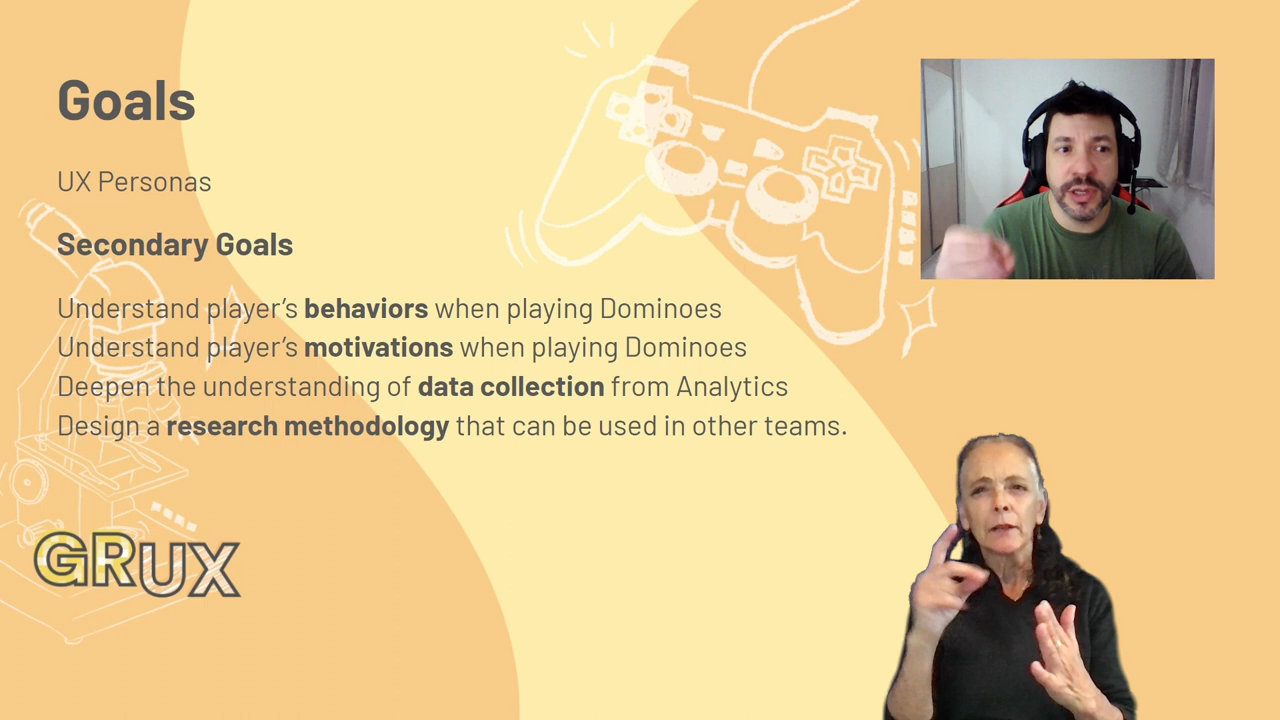 Goals
UX Personas
Secondary Goals
Understand player’s behaviors when playing Dominoes
Understand player’s motivations when playing Dominoes
Deepen the understanding of data collection from Analytics
Design a research methodology that can be used in other teams.
GRUX